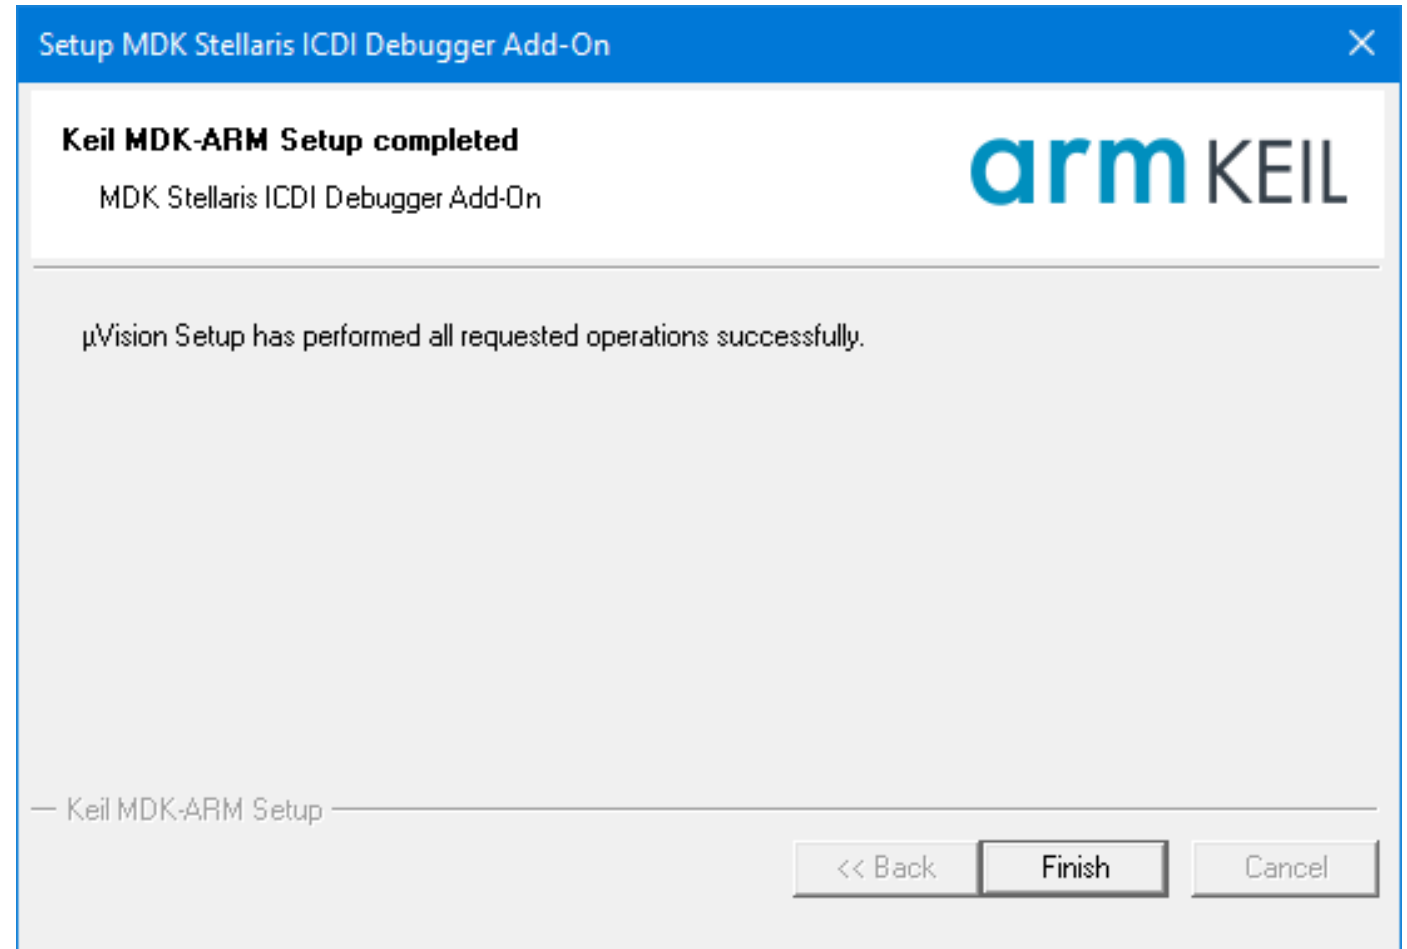 Setup MDK Stellaris ICDI Debugger Add-On
Keil MDK-ARM Setup completed
MDK Stellaris ICDI Debugger Add-On
arm KEIL
µVision Setup has performed all requested operations successfully.
Keil MDK-ARM Setup
<< Back
Finish
Cancel